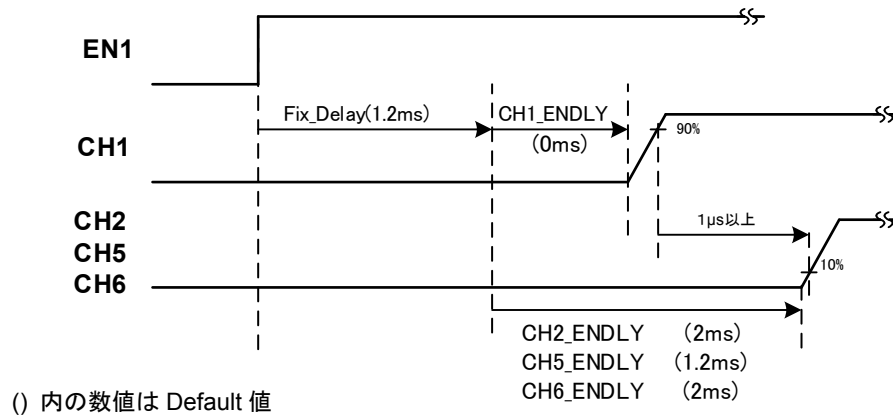 EN1
Fix_Delay(1.2ms)
CH1_ENDLY
(0ms)
CH1
90%
CH2
CH5
CH6
1μs以上
10%
CH2_ENDLY (2ms)
CH5_ENDLY (1.2ms)
CH6_ENDLY (2ms)
() 内の数値は Default 値